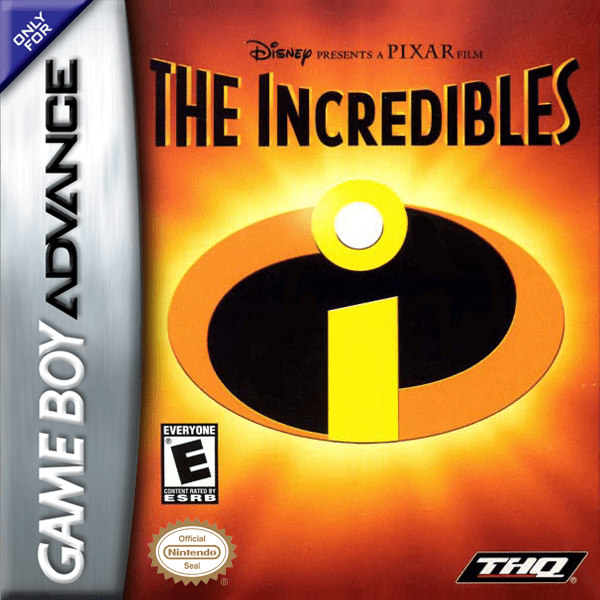 ONLY
FOR
GAME BOY ADVANCE
Disney PRESENTS A PIXAR FILM
THE INCREDIBLES
i
EVERYONE
E
®
CONTENT RATED BY
ESRB
Official
Nintendo
Seal
®
THQ